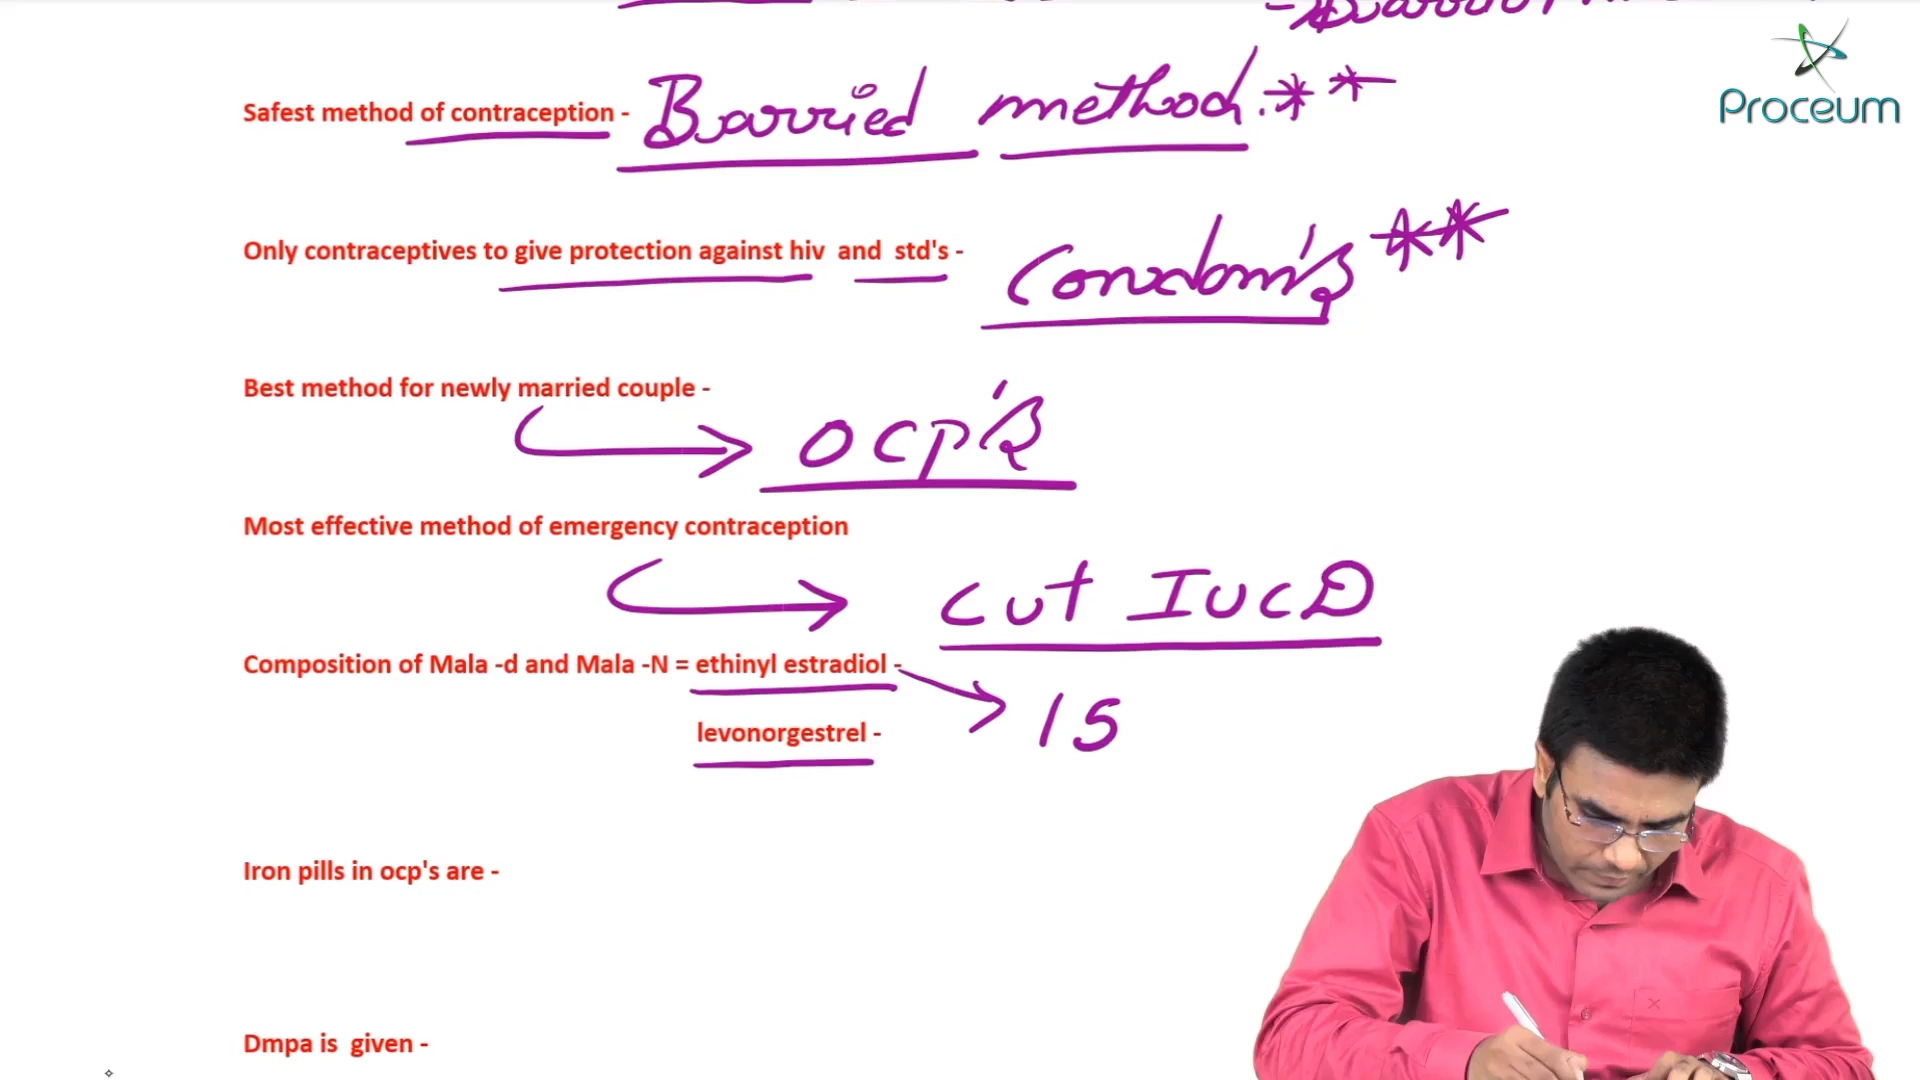 Proceum
Safest method of contraception - Barried method.**
Only contraceptives to give protection against hiv and std's - Condom's **
Best method for newly married couple -
OCP's
Most effective method of emergency contraception
CUT IUCD
Composition of Mala -d and Mala -N = ethinyl estradiol -
15
levonorgestrel -
Iron pills in ocp's are -
Dmpa is given -